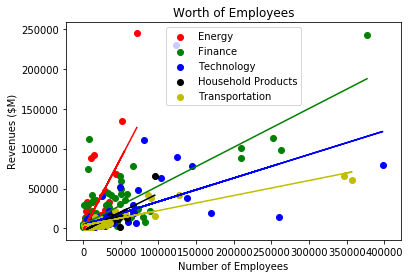 Worth of Employees
Energy
Finance
Technology
Household Products
Transportation
Revenues ($M)
250000
200000
150000
100000
50000
0
0 50000 100000 150000 200000 250000 300000 350000 400000
Number of Employees